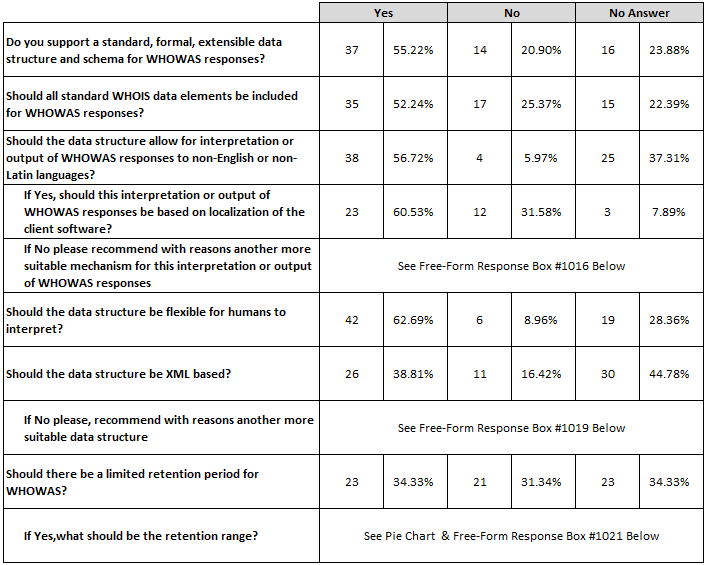 Yes No No Answer
Do you support a standard, formal, extensible data
structure and schema for WHOWAS responses?
37 55.22% 14 20.90% 16 23.88%
Should all standard WHOIS data elements be included
for WHOWAS responses?
35 52.24% 17 25.37% 15 22.39%
Should the data structure allow for interpretation or
output of WHOWAS responses to non-English or non-
Latin languages?
38 56.72% 4 5.97% 25 37.31%
If Yes, should this interpretation or output of
WHOWAS responses be based on localization of the
client software?
23 60.53% 12 31.58% 3 7.89%
If No please recommend with reasons another more
suitable mechanism for this interpretation or output
of WHOWAS responses
See Free-Form Response Box #1016 Below
Should the data structure be flexible for humans to
interpret?
42 62.69% 6 8.96% 19 28.36%
Should the data structure be XML based?
26 38.81% 11 16.42% 30 44.78%
If No please, recommend with reasons another more
suitable data structure
See Free-Form Response Box #1019 Below
Should there be a limited retention period for
WHOWAS?
23 34.33% 21 31.34% 23 34.33%
If Yes,what should be the retention range?
See Pie Chart & Free-Form Response Box #1021 Below